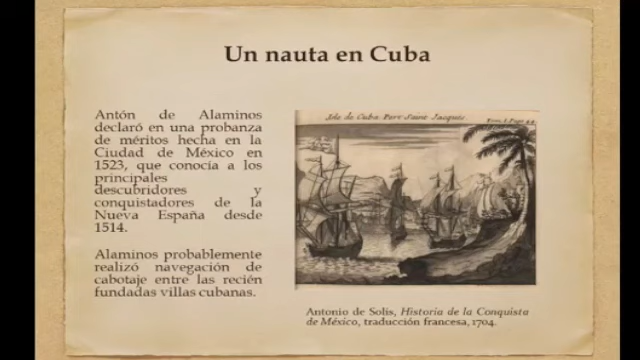 Un nauta en Cuba
Antón de Alaminos
declaró en una probanza
de méritos hecha en la
Ciudad de México en
1523, que conocía a los
principales
descubridores y
conquistadores de la
Nueva España desde
1514.
Alaminos probablemente
realizó navegación de
cabotaje entre las recién
fundadas villas cubanas.
Isle de Cuba. Port Saint Jacques.
Tom. I. Pag.
Antonio de Solís, Historia de la Conquista
de México, traducción francesa, 1704.